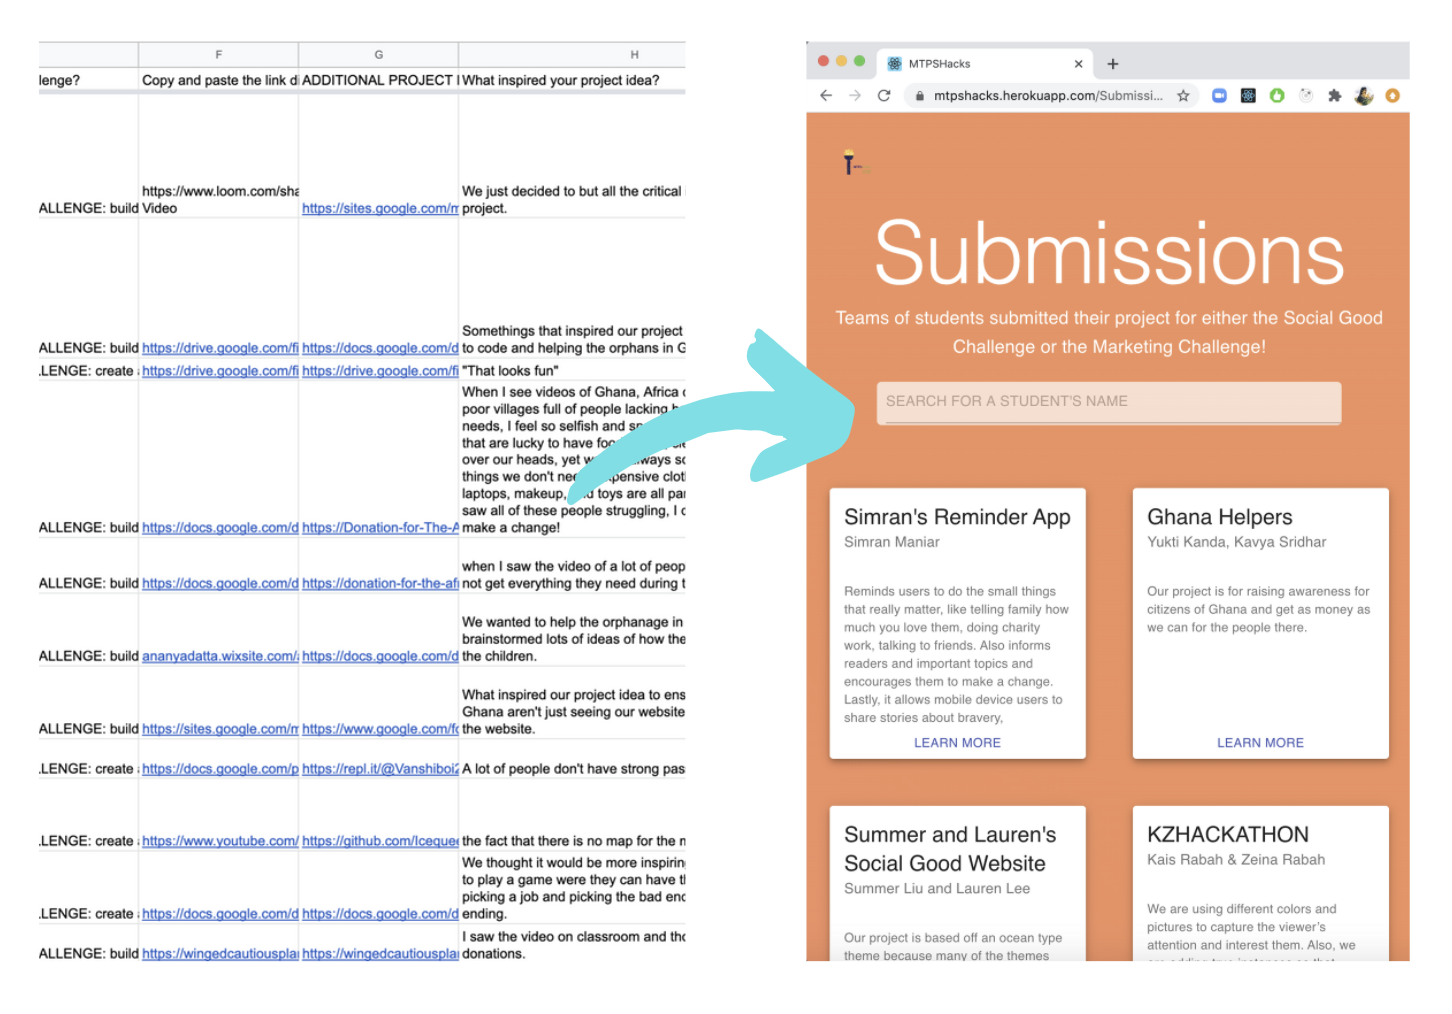 F G H
lenge? Copy and paste the link d ADDITIONAL PROJECT What inspired your project idea?
https://www.loom.com/sha We just decided to but all the critical
ALLENGE: build Video https://sites.google.com/m project.
Somethings that inspired our project
ALLENGE: build https://drive.google.com/fi https://docs.google.com/d to code and helping the orphans in G
.LENGE: create https://drive.google.com/fi https://drive.google.com/fi "That looks fun"
When I see videos of Ghana, Africa
poor villages full of people lacking
needs, I feel so selfish and
that are lucky to have
over our heads, yet always
things we don't expensive
laptops, makeup, toys are all
saw all of these people struggling, I
ALLENGE: build https://docs.google.com/d https://Donation-for-The-A make a change!
when I saw the video of a lot of peop
ALLENGE: build https://docs.google.com/d https://donation-for-the-afi not get everything they need during t
We wanted to help the orphanage in
brainstormed lots of ideas of how the
ALLENGE: build ananyadatta.wixsite.com/ https://docs.google.com/d the children.
What inspired our project idea to ens
Ghana aren't just seeing our website
ALLENGE: build https://sites.google.com/m https://www.google.com/fo the website.
.LENGE: create https://docs.google.com/p https://repl.it/@Vanshiboi2 A lot of people don't have strong pas
.LENGE: create https://www.youtube.com/ https://github.com/Icequee the fact that there is no map for the
We thought it would be more inspirin
to play a game were they can have
picking a job and picking the bad end
.LENGE: create https://docs.google.com/d https://docs.google.com/d ending.
I saw the video on classroom and tho
ALLENGE: build https://wingedcautiouspla https://wingedcautiouspla donations.
MTPSHacks
mtpshacks.herokuapp.com/Submissi...
Submissions
Teams of students submitted their project for either the Social Good
Challenge or the Marketing Challenge!
SEARCH FOR A STUDENT'S NAME
Simran's Reminder App
Simran Maniar
Reminds users to do the small things
that really matter, like telling family how
much you love them, doing charity
work, talking to friends. Also informs
readers and important topics and
encourages them to make a change.
Lastly, it allows mobile device users to
share stories about bravery,
LEARN MORE
Ghana Helpers
Yukti Kanda, Kavya Sridhar
Our project is for raising awareness for
citizens of Ghana and get as money as
we can for the people there.
LEARN MORE
Summer and Lauren's
Social Good Website
Summer Liu and Lauren Lee
Our project is based off an ocean type
theme because many of the themes
KZHACKATHON
Kais Rabah & Zeina Rabah
We are using different colors and
pictures to capture the viewer's
attention and interest them. Also, we